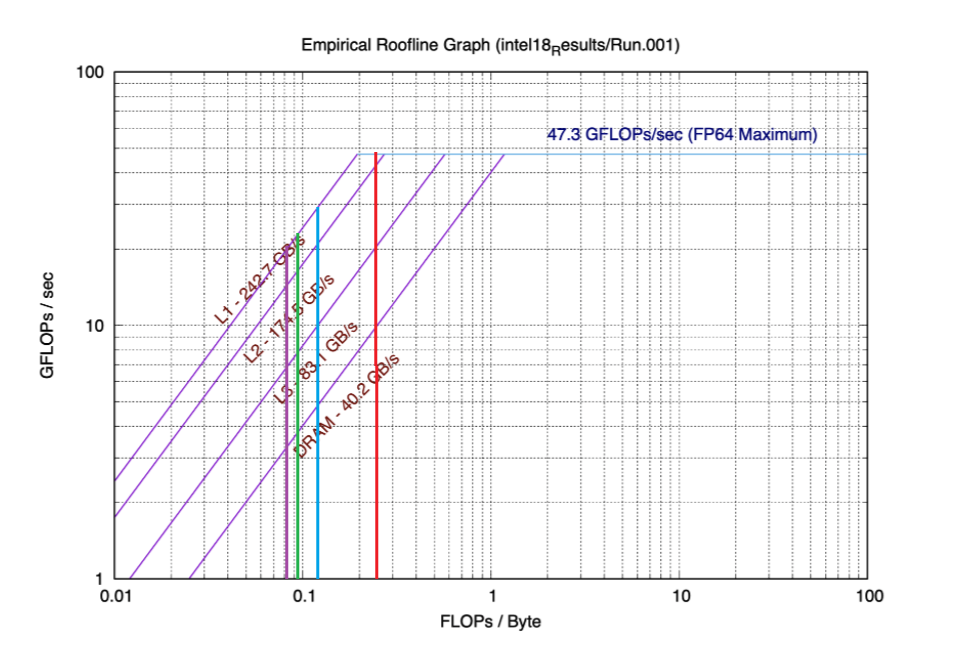 Empirical Roofline Graph (intel18Results/Run.001)
100
47.3 GFLOPs/sec (FP64 Maximum)
L1 - 242.7 GB/s
L2 - 174.5 GB/s
10
L3 - 83.1 GB/s
DRAM - 40.2 GB/s
GFLOPs / sec
1
0.01
0.1
1
10
100
FLOPs / Byte